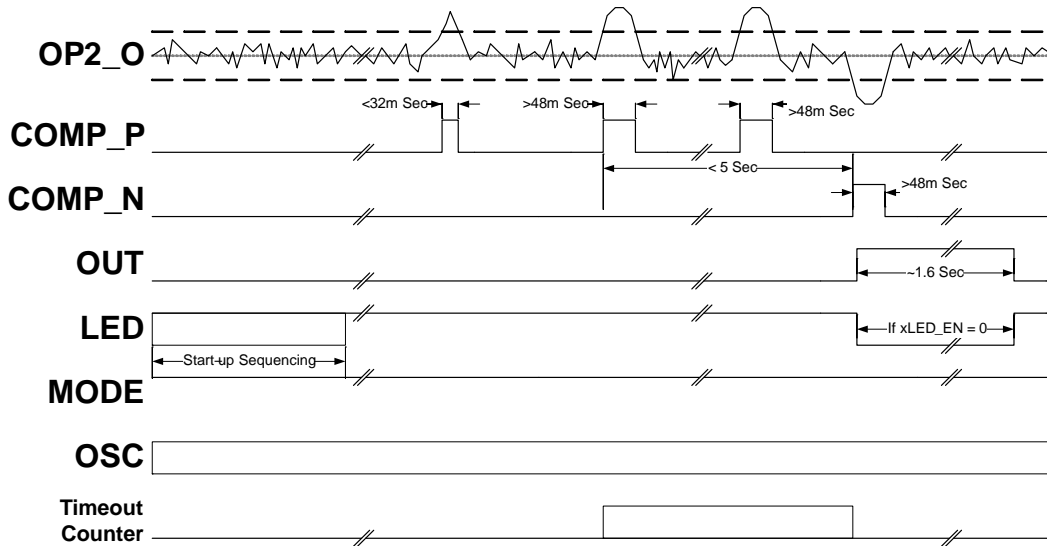 OP2_O
<32m Sec
>48m Sec
>48m Sec
COMP_P
< 5 Sec
COMP_N
>48m Sec
OUT
~1.6 Sec
LED
If xLED_EN = 0
Start-up Sequencing
MODE
OSC
Timeout
Counter